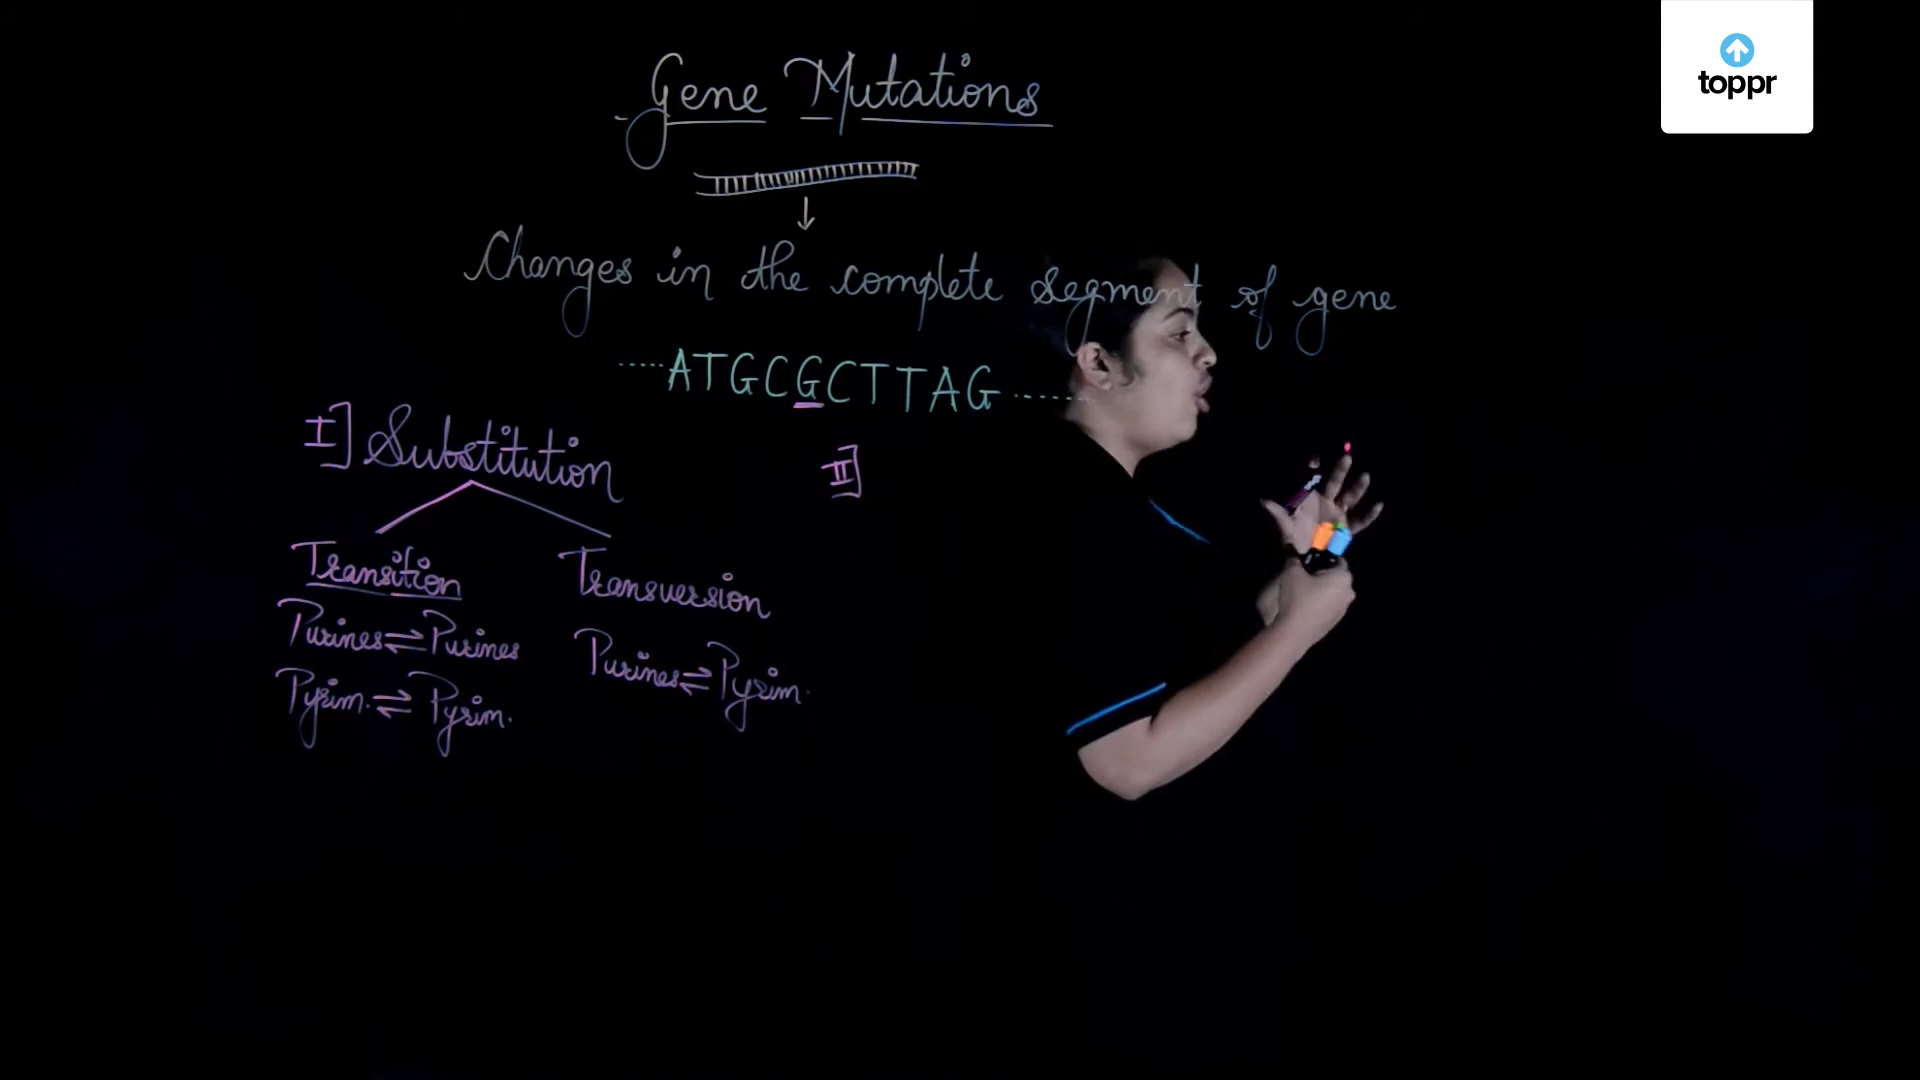 toppr
Gene Mutations
Changes in the complete segment of gene
.....ATGCGCTTAG......
I] Substitution
II]
Transition Transversion
Purines⇌Purines
Purines⇌Pyrim.
Pyrim.⇌Pyrim.